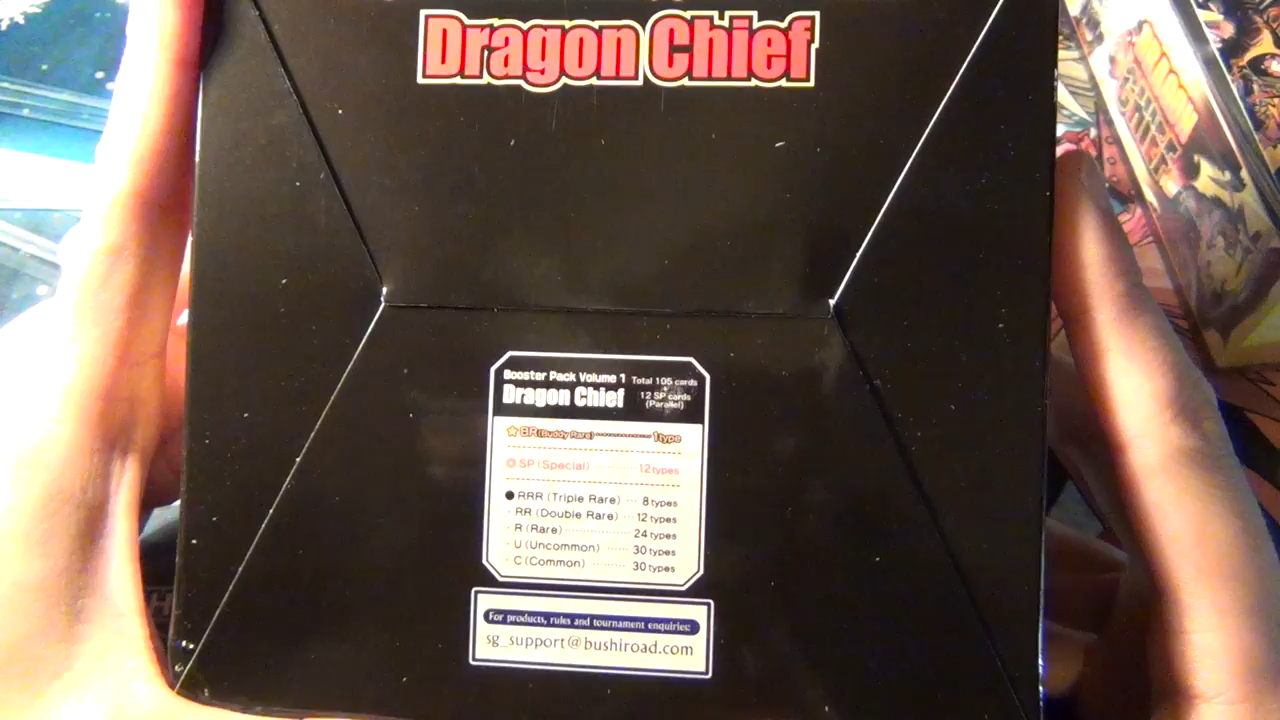 Dragon Chief
Booster Pack Volume 1 Total 105 cards
+
Dragon Chief 12 SP cards
(Parallel)
BR (Buddy Rare) 1 type
SP (Special) 12 types
RRR (Triple Rare) 8 types
RR (Double Rare) 12 types
R (Rare) 24 types
U (Uncommon) 30 types
C (Common) 30 types
For products, rules and tournament enquiries:
sg_support@bushiroad.com